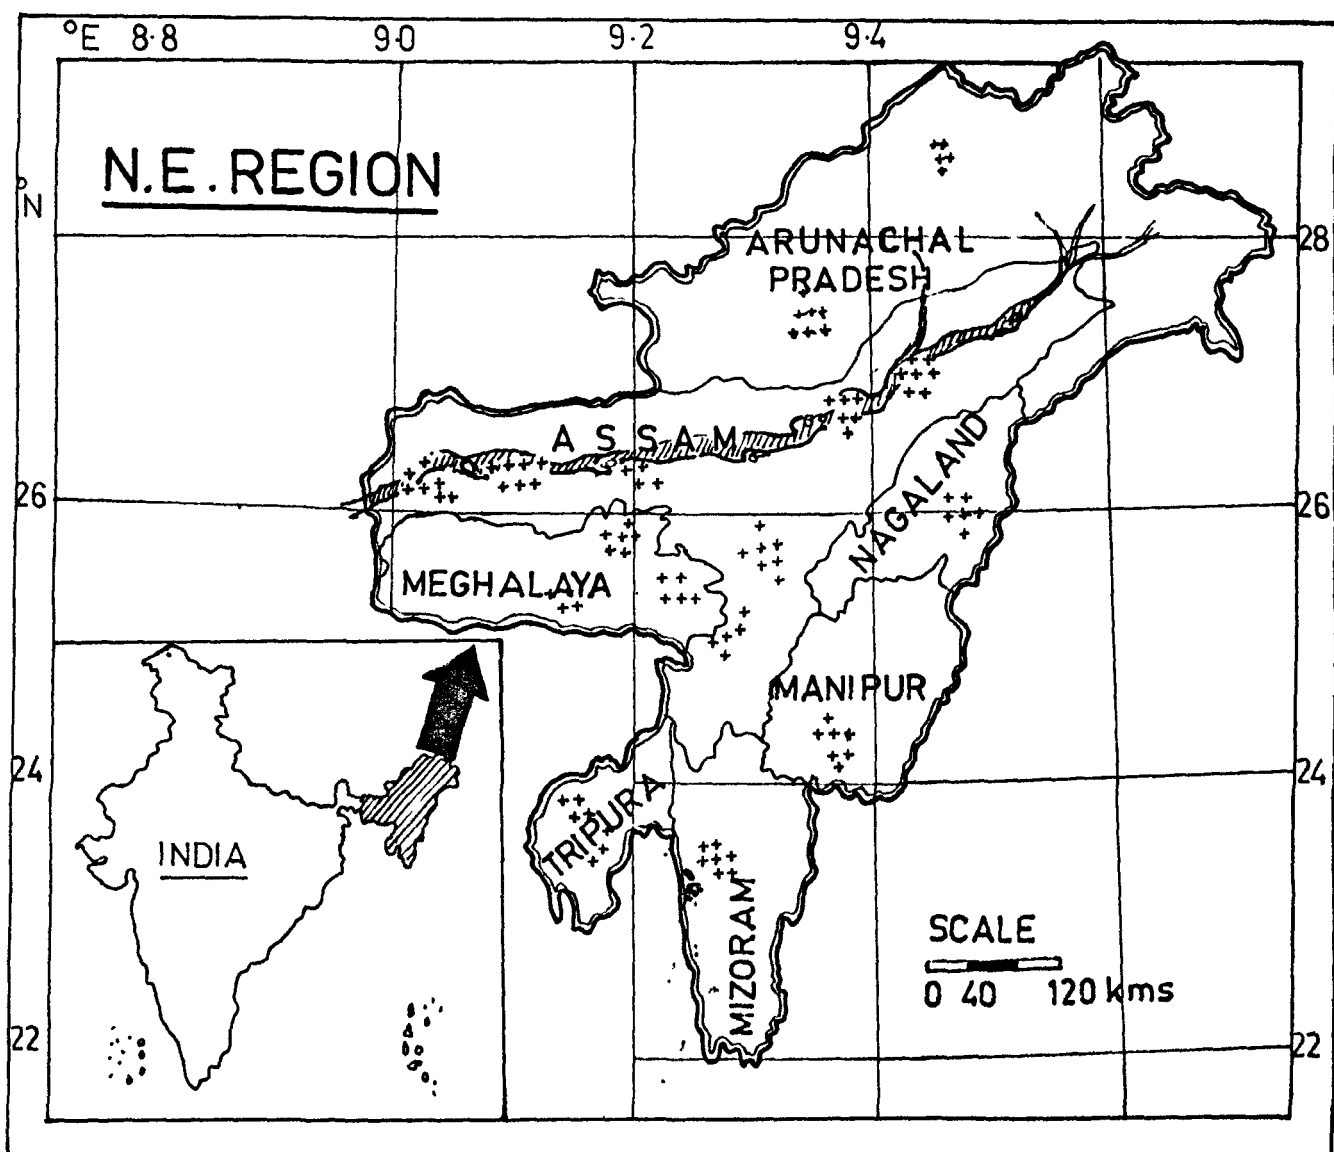 °E 8·8 9·0 9·2 9·4
N.E. REGION
°N
ARUNACHAL
PRADESH
28
ASSAM
26
26
NAGALAND
MEGHALAYA
MANIPUR
24
24
TRIPURA
INDIA
MIZORAM
SCALE
0 40 120 kms
22
22